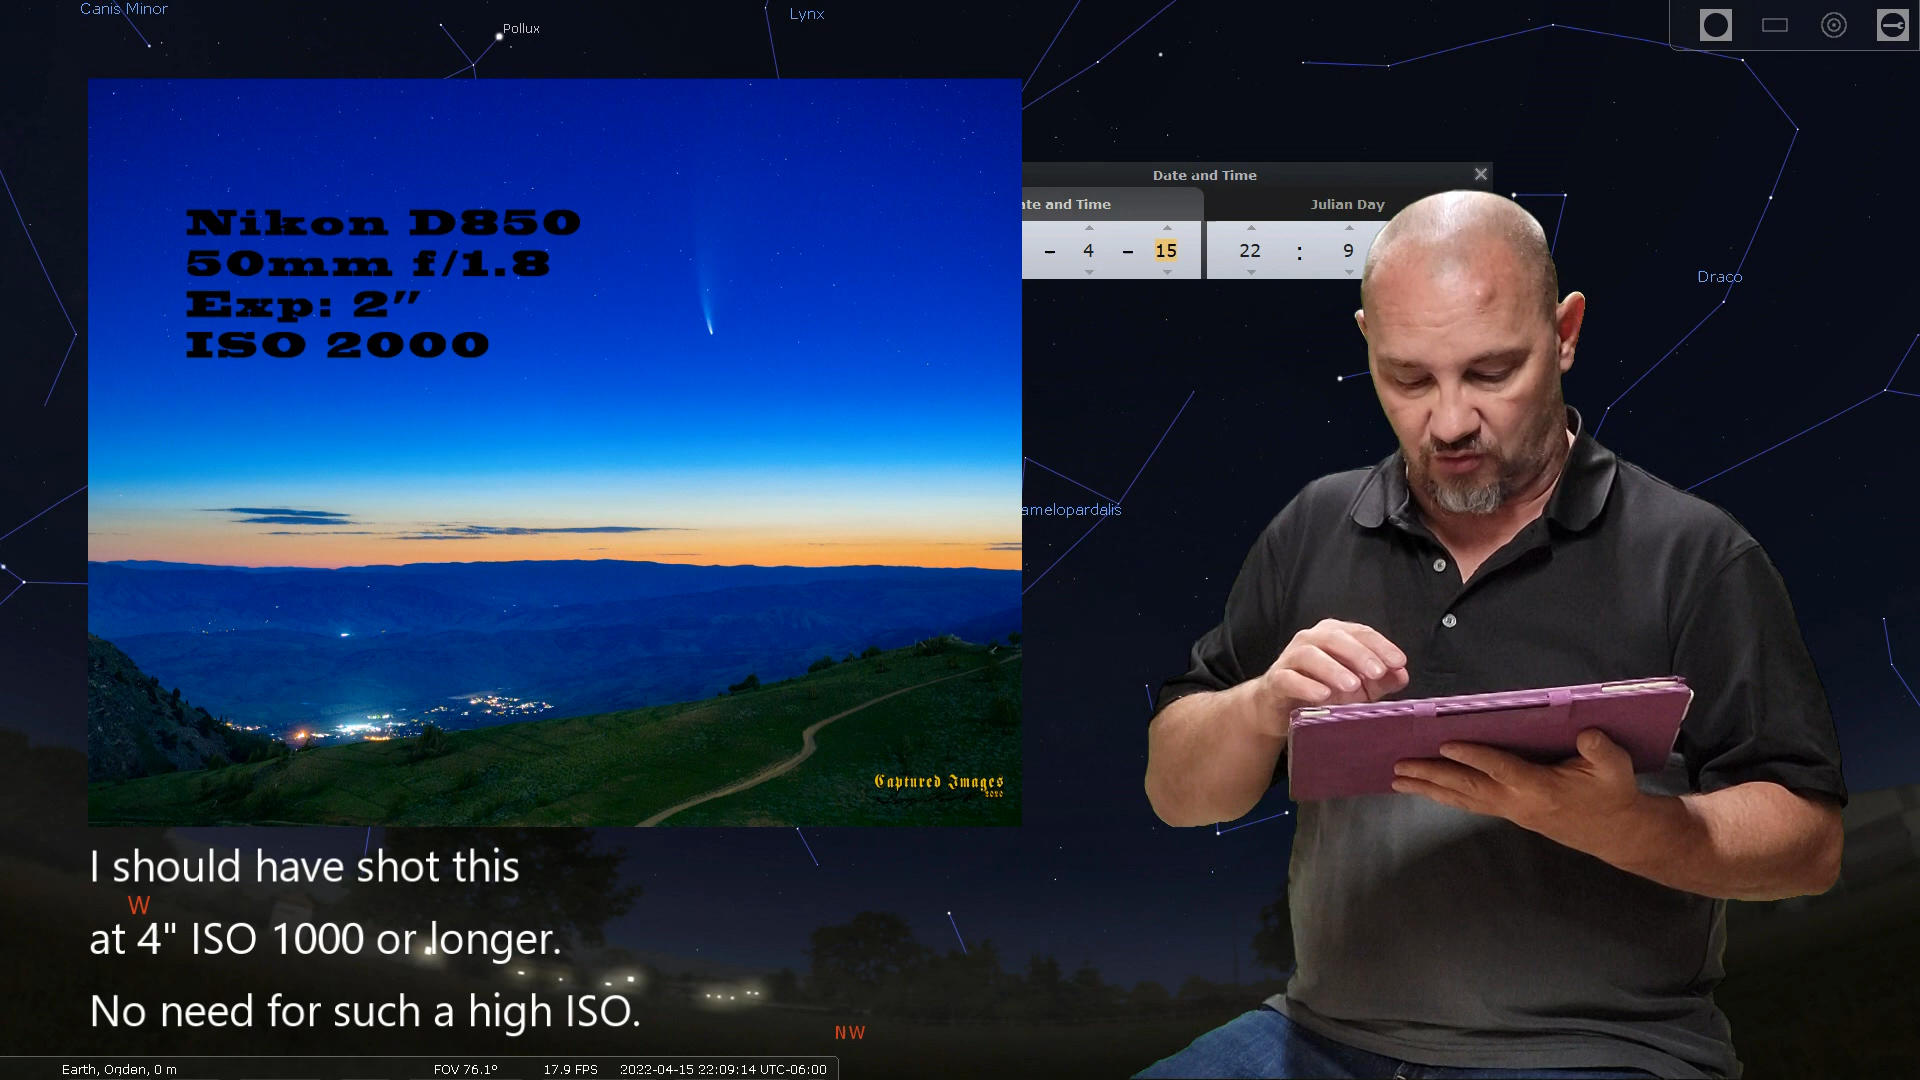 Canis Minor
Pollux
Lynx
Date and Time
ate and Time
Julian Day
- 4 - 15
22 : 9
Nikon D850
50mm f/1.8
Exp: 2"
ISO 2000
Draco
amelopardalis
Captured Images
2020
I should have shot this
W
at 4" ISO 1000 or longer.
No need for such a high ISO.
NW
Earth, Ogden, 0 m
FOV 76.1°
17.9 FPS
2022-04-15 22:09:14 UTC-06:00